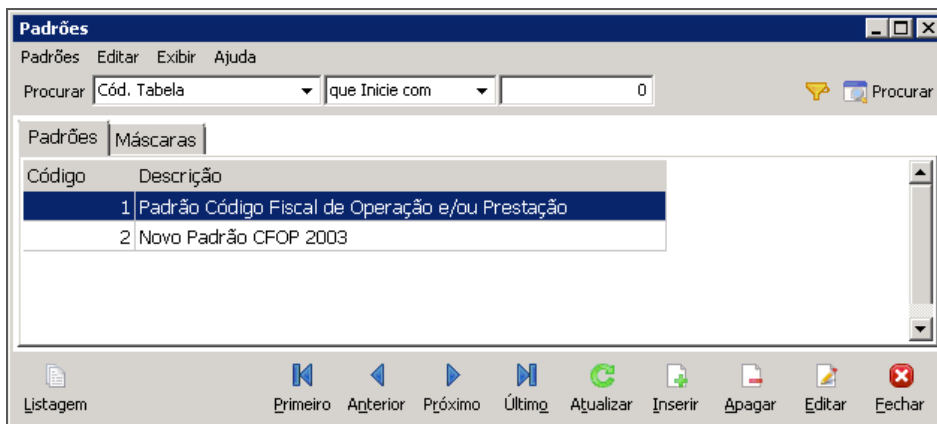 Padrões
Padrões Editar Exibir Ajuda
Procurar Cód. Tabela que Inicie com 0 Procurar
Padrões Máscaras
Código Descrição
1 Padrão Código Fiscal de Operação e/ou Prestação
2 Novo Padrão CFOP 2003
Listagem Primeiro Anterior Próximo Último Atualizar Inserir Apagar Editar Fechar